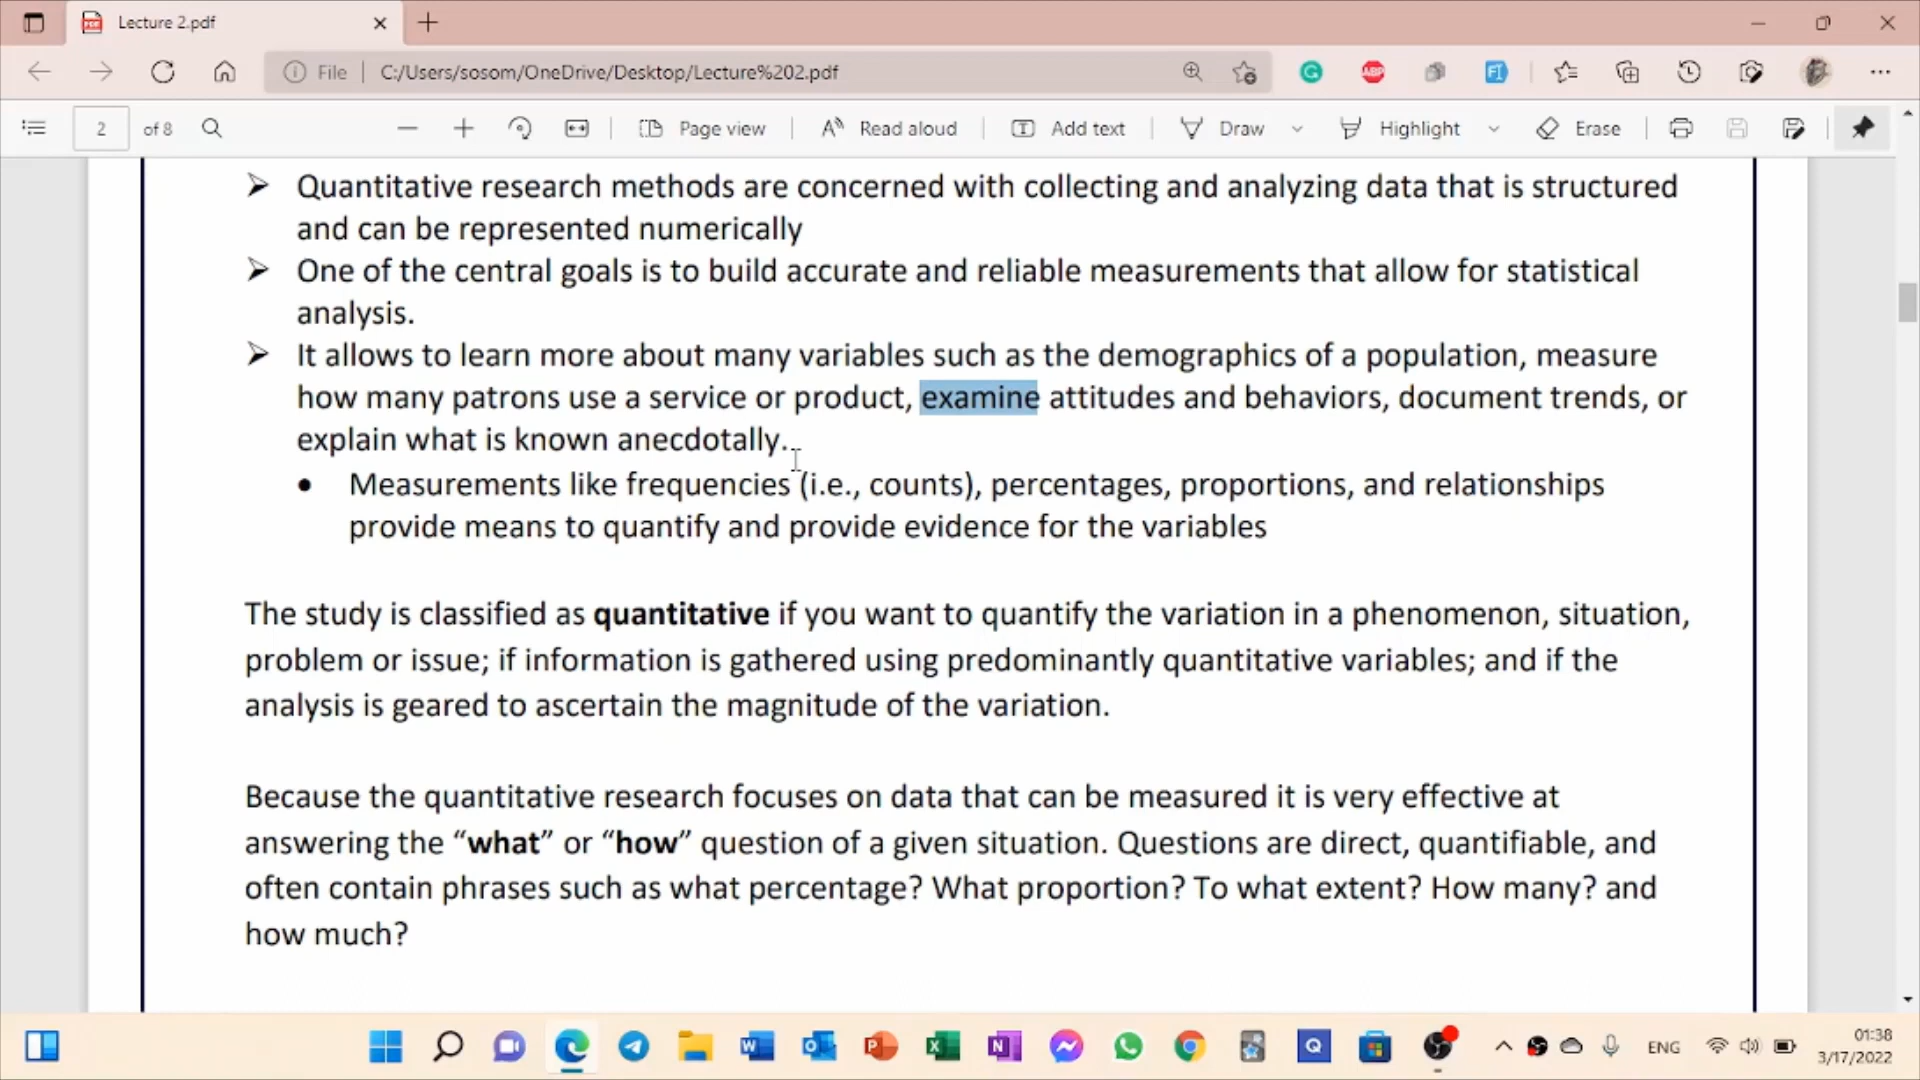 Lecture 2.pdf
File
C:/Users/sosom/OneDrive/Desktop/Lecture%202.pdf
ABP
2 of 8
Page view
Read aloud
Add text
Draw
Highlight
Erase
➢ Quantitative research methods are concerned with collecting and analyzing data that is structured
and can be represented numerically
➢ One of the central goals is to build accurate and reliable measurements that allow for statistical
analysis.
➢ It allows to learn more about many variables such as the demographics of a population, measure
how many patrons use a service or product, examine attitudes and behaviors, document trends, or
explain what is known anecdotally.
• Measurements like frequencies (i.e., counts), percentages, proportions, and relationships
provide means to quantify and provide evidence for the variables
The study is classified as quantitative if you want to quantify the variation in a phenomenon, situation,
problem or issue; if information is gathered using predominantly quantitative variables; and if the
analysis is geared to ascertain the magnitude of the variation.
Because the quantitative research focuses on data that can be measured it is very effective at
answering the “what” or “how” question of a given situation. Questions are direct, quantifiable, and
often contain phrases such as what percentage? What proportion? To what extent? How many? and
how much?
ENG
01:38
3/17/2022